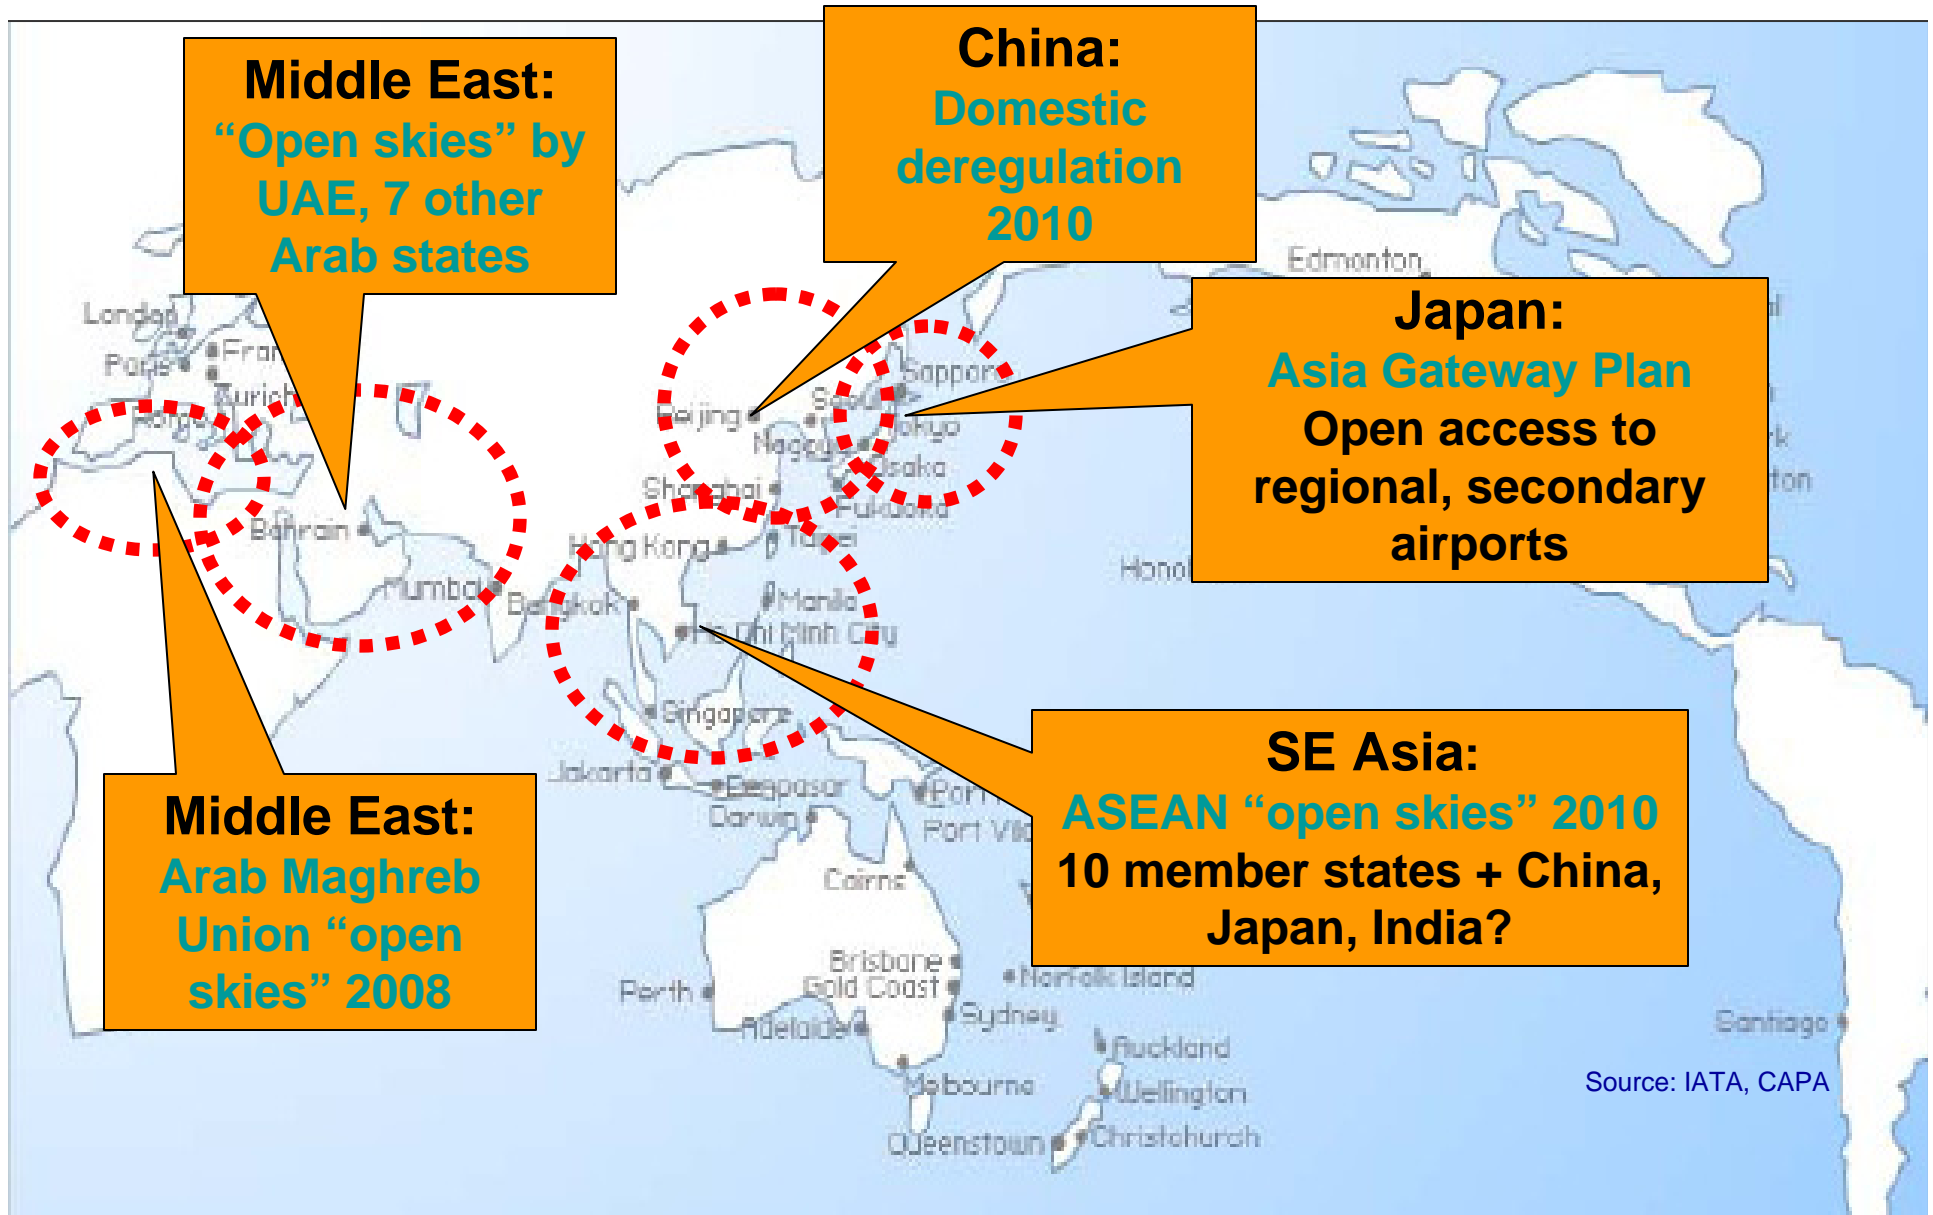 Middle East:
“Open skies” by
UAE, 7 other
Arab states
China:
Domestic
deregulation
2010
Edmonton
Japan:
Asia Gateway Plan
Open access to
regional, secondary
airports
London
Paris
Zurich
Rome
Beijing
Sapporo
Tokyo
Nagoya
Osaka
Shanghai
Fukuoka
Bahrain
Hong Kong
Taipei
Mumbai
Bangkok
Manila
Ho Chi Minh City
Singapore
Jakarta
Denpasar
Darwin
Port Vila
Cairns
SE Asia:
ASEAN “open skies” 2010
10 member states + China,
Japan, India?
Middle East:
Arab Maghreb
Union “open
skies” 2008
Brisbane
Gold Coast
Norfolk Island
Perth
Sydney
Adelaide
Santiago
Auckland
Melbourne
Wellington
Source: IATA, CAPA
Queenstown
Christchurch